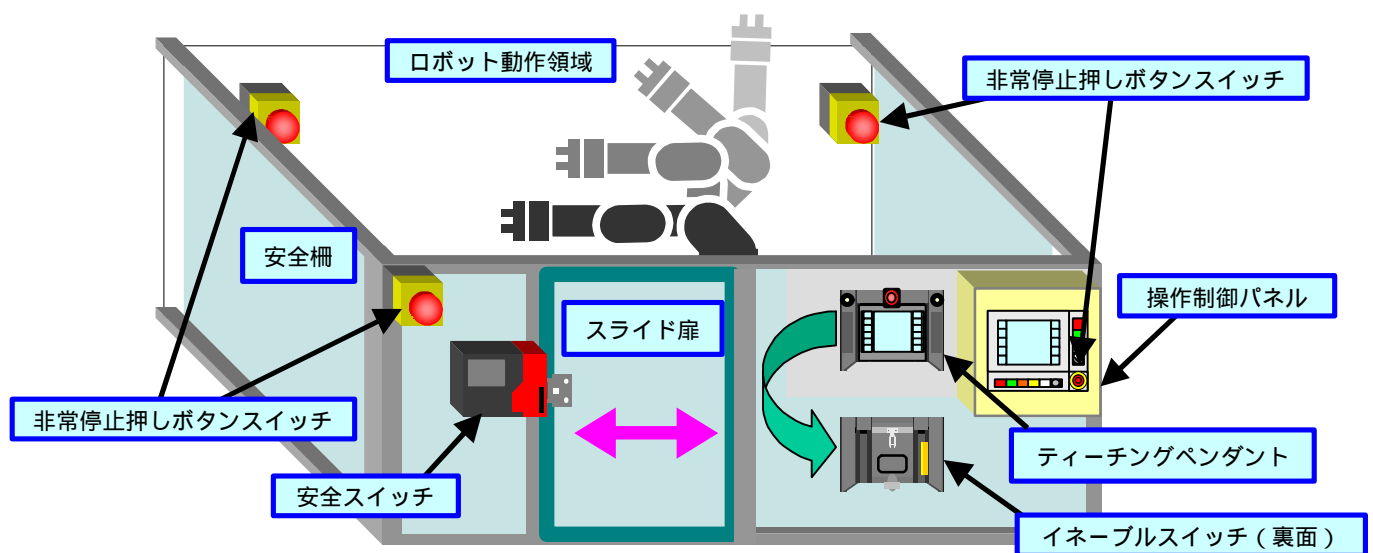 ロボット動作領域
非常停止押しボタンスイッチ
安全柵
スライド扉
操作制御パネル
非常停止押しボタンスイッチ
ティーチングペンダント
安全スイッチ
イネーブルスイッチ（裏面）